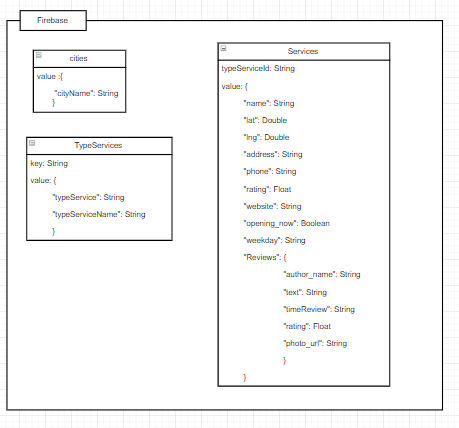 Firebase
cities
value :{
"cityName": String
}
TypeServices
key: String
value: {
"typeService": String
"typeServiceName": String
}
Services
typeServiceId: String
value: {
"name": String
"lat": Double
"lng": Double
"address": String
"phone": String
"rating": Float
"website": String
"opening_now": Boolean
"weekday": String
"Reviews": {
"author_name": String
"text": String
"timeReview": String
"rating": Float
"photo_url": String
}
}